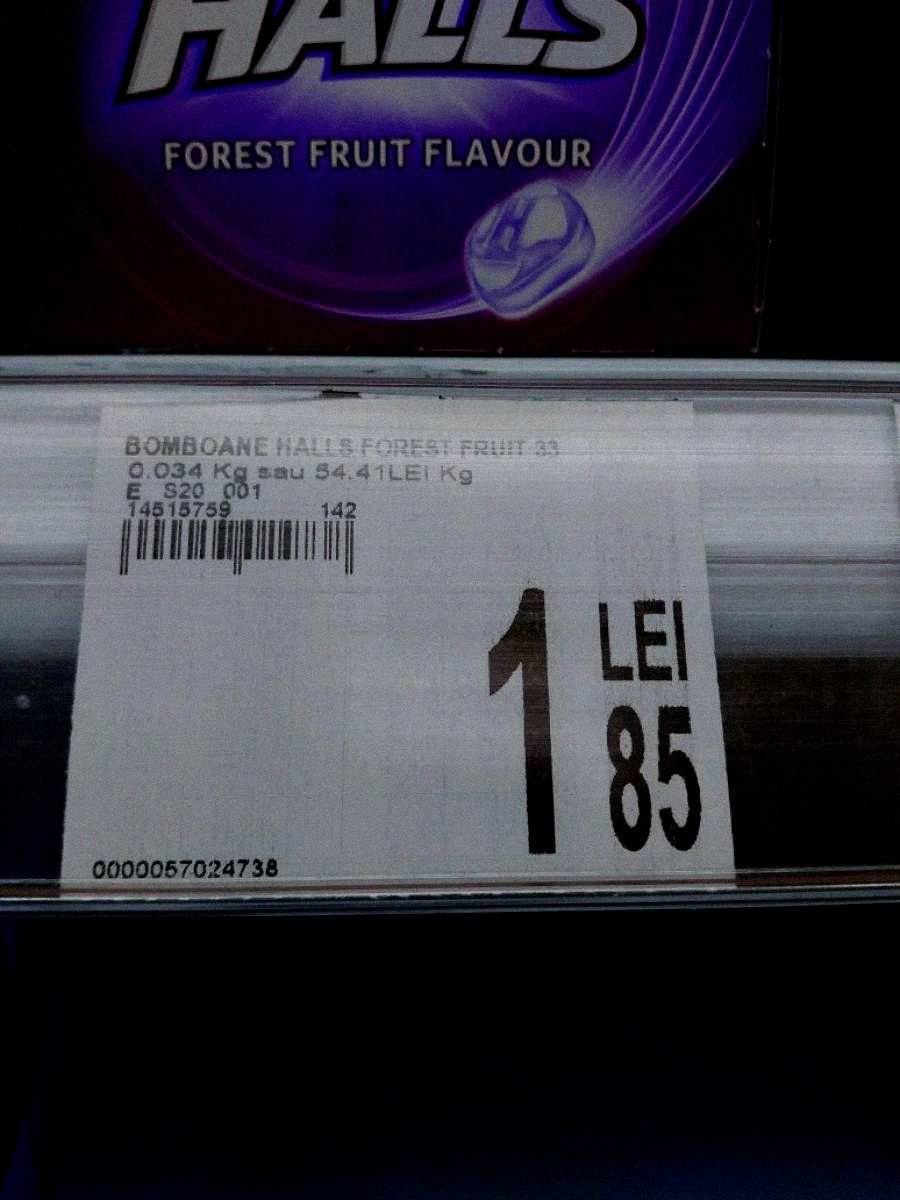 HALLS
FOREST FRUIT FLAVOUR
BOMBOANE HALLS FOREST FRUIT 33
0.034 Kg sau 54.41LEI Kg
E S20 001
14515759 142
1 LEI
85
0000057024738